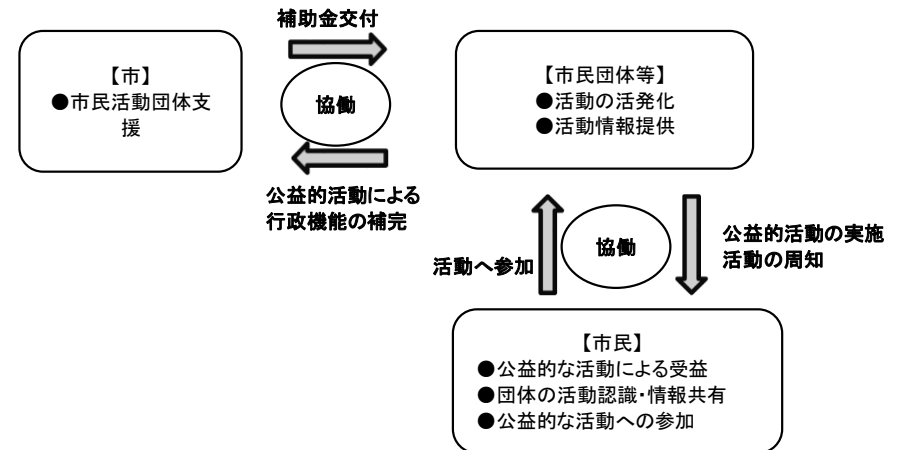 補助金交付
【市】
●市民活動団体支
援
協働
【市民団体等】
●活動の活発化
●活動情報提供
公益的活動による
行政機能の補完
活動へ参加
協働
公益的活動の実施
活動の周知
【市民】
●公益的な活動による受益
●団体の活動認識・情報共有
●公益的な活動への参加